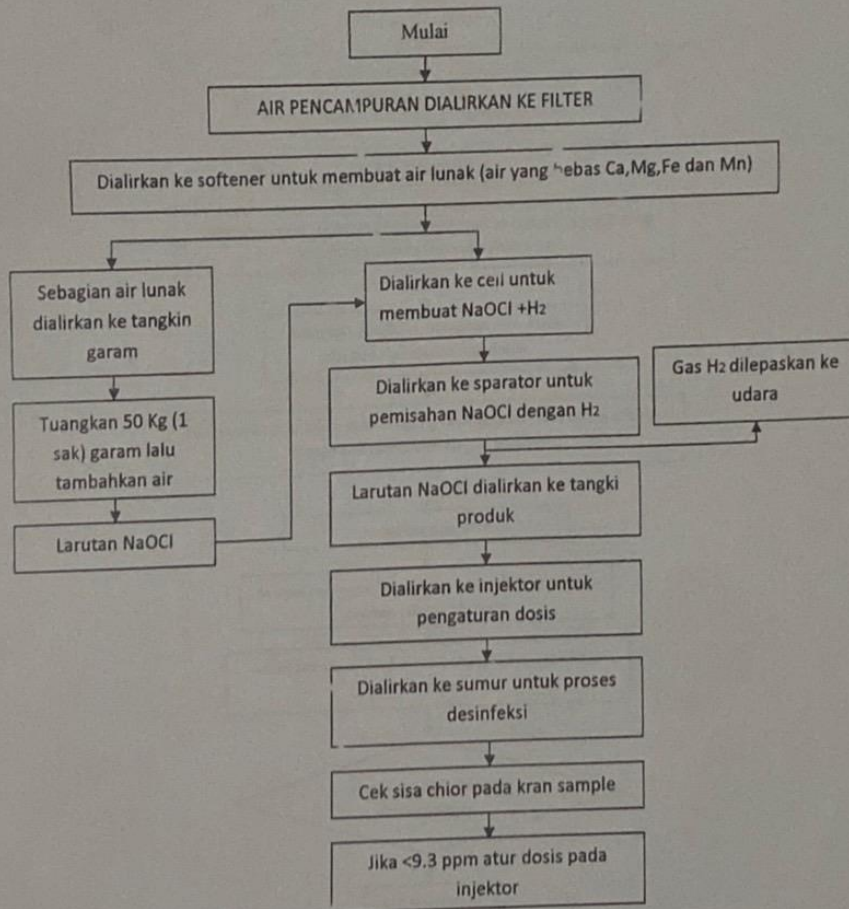 Mulai
AIR PENCAMPURAN DIALIRKAN KE FILTER
Dialirkan ke softener untuk membuat air lunak (air yang bebas Ca,Mg,Fe dan Mn)
Sebagian air lunak
dialirkan ke tangkin
garam
Tuangkan 50 Kg (1
sak) garam lalu
tambahkan air
Larutan NaOCl
Dialirkan ke cell untuk
membuat NaOCl +H2
Dialirkan ke sparator untuk
pemisahan NaOCl dengan H2
Gas H2 dilepaskan ke
udara
Larutan NaOCl dialirkan ke tangki
produk
Dialirkan ke injektor untuk
pengaturan dosis
Dialirkan ke sumur untuk proses
desinfeksi
Cek sisa chior pada kran sample
Jika <9.3 ppm atur dosis pada
injektor